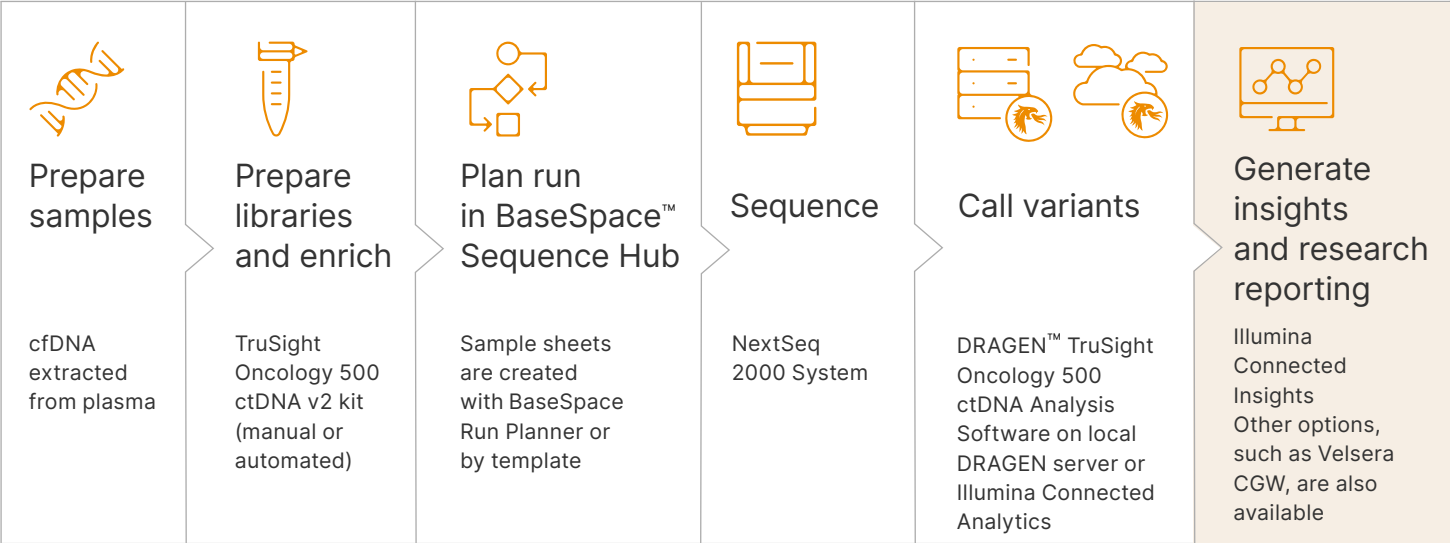 Prepare
samples
cfDNA
extracted
from plasma
Prepare
libraries
and enrich
TruSight
Oncology 500
ctDNA v2 kit
(manual or
automated)
Plan run
in BaseSpace™
Sequence Hub
Sample sheets
are created
with BaseSpace
Run Planner or
by template
Sequence
NextSeq
2000 System
Call variants
DRAGEN™ TruSight
Oncology 500
ctDNA Analysis
Software on local
DRAGEN server or
Illumina Connected
Analytics
Generate
insights
and research
reporting
Illumina
Connected
Insights
Other options,
such as Velsera
CGW, are also
available